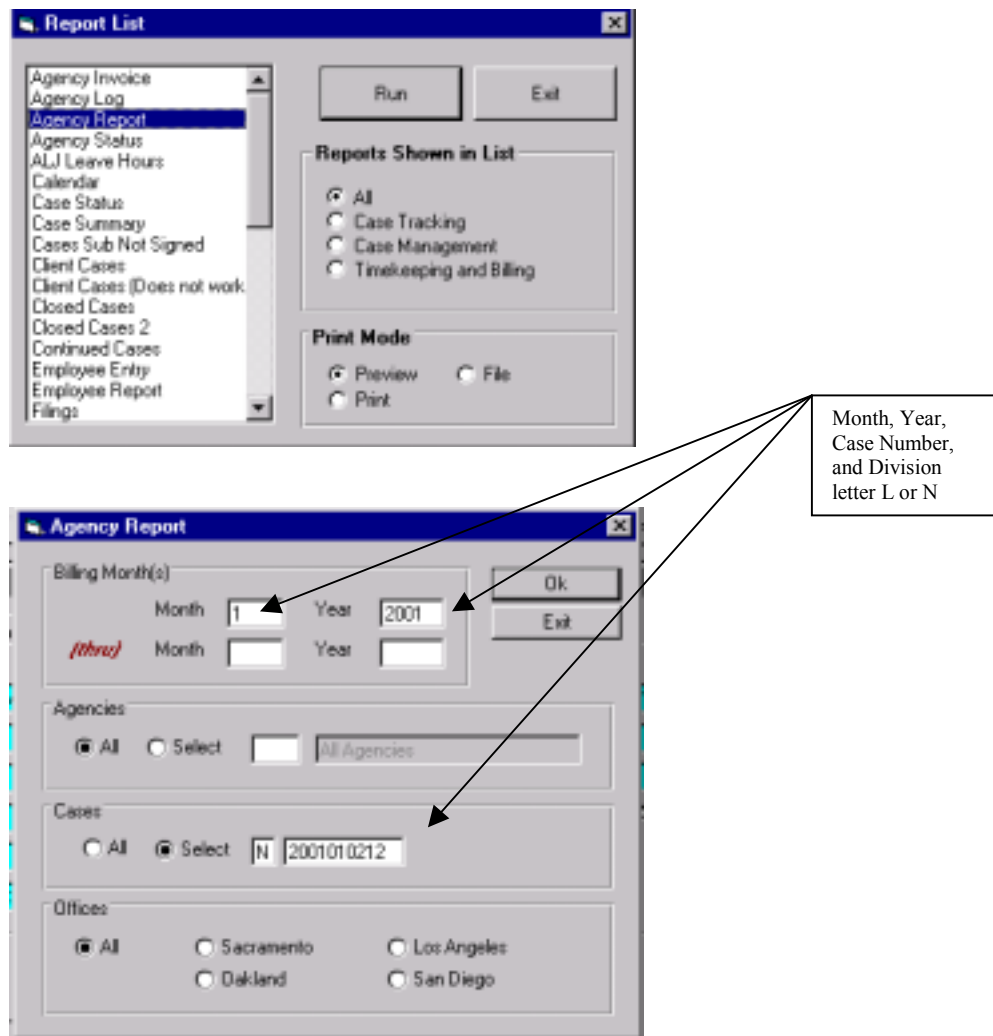 Report List
Agency Invoice
Agency Log
Agency Report
Agency Status
ALJ Leave Hours
Calendar
Case Status
Case Summary
Cases Sub Not Signed
Client Cases
Client Cases (Does not work
Closed Cases
Closed Cases 2
Continued Cases
Employee Entry
Employee Report
Filings
Run Exit
Reports Shown in List
All
Case Tracking
Case Management
Timekeeping and Billing
Print Mode
Preview File
Print
Month, Year,
Case Number,
and Division
letter L or N
Agency Report
Billing Month(s)
Month 1 Year 2001
(thru) Month Year
Ok
Exit
Agencies
All Select All Agencies
Cases
All Select N 2001010212
Offices
All Sacramento Los Angeles
Oakland San Diego